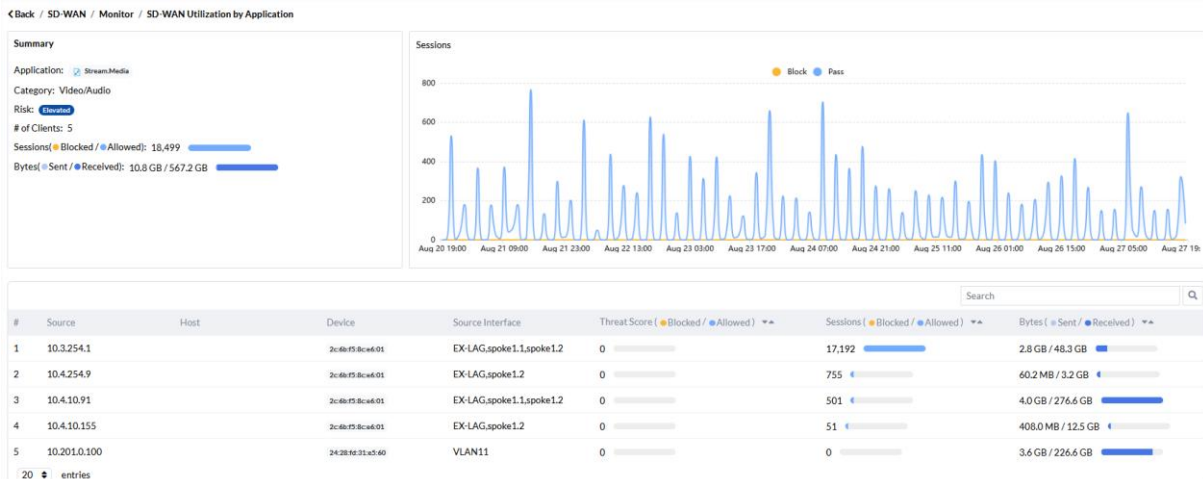 Back / SD-WAN / Monitor / SD-WAN Utilization by Application
Summary
Application: Stream.Media
Category: Video/Audio
Risk: Elevated
# of Clients: 5
Sessions( Blocked / Allowed): 18,499
Bytes( Sent / Received): 10.8 GB / 567.2 GB
Sessions
Block Pass
800
600
400
200
0
Aug 20 19:00 Aug 21 09:00 Aug 21 23:00 Aug 22 13:00 Aug 23 03:00 Aug 23 17:00 Aug 24 07:00 Aug 24 21:00 Aug 25 11:00 Aug 26 01:00 Aug 26 15:00 Aug 27 05:00 Aug 27 19:
Search
# Source Host Device Source Interface Threat Score ( Blocked / Allowed ) Sessions ( Blocked / Allowed ) Bytes ( Sent / Received )
1 10.3.254.1 2c:6b:f5:8c:e6:01 EX-LAG,spoke1.1,spoke1.2 0 17,192 2.8 GB / 48.3 GB
2 10.4.254.9 2c:6b:f5:8c:e6:01 EX-LAG,spoke1.2 0 755 60.2 MB / 3.2 GB
3 10.4.10.91 2c:6b:f5:8c:e6:01 EX-LAG,spoke1.1,spoke1.2 0 501 4.0 GB / 276.6 GB
4 10.4.10.155 2c:6b:f5:8c:e6:01 EX-LAG,spoke1.2 0 51 408.0 MB / 12.5 GB
5 10.201.0.100 24:28:fd:31:e5:60 VLAN11 0 0 3.6 GB / 226.6 GB
20 entries